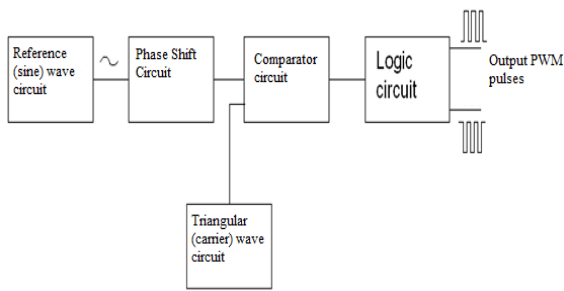 Reference
(sine) wave
circuit
Phase Shift
Circuit
Comparator
circuit
Logic
circuit
Output PWM
pulses
Triangular
(carrier) wave
circuit